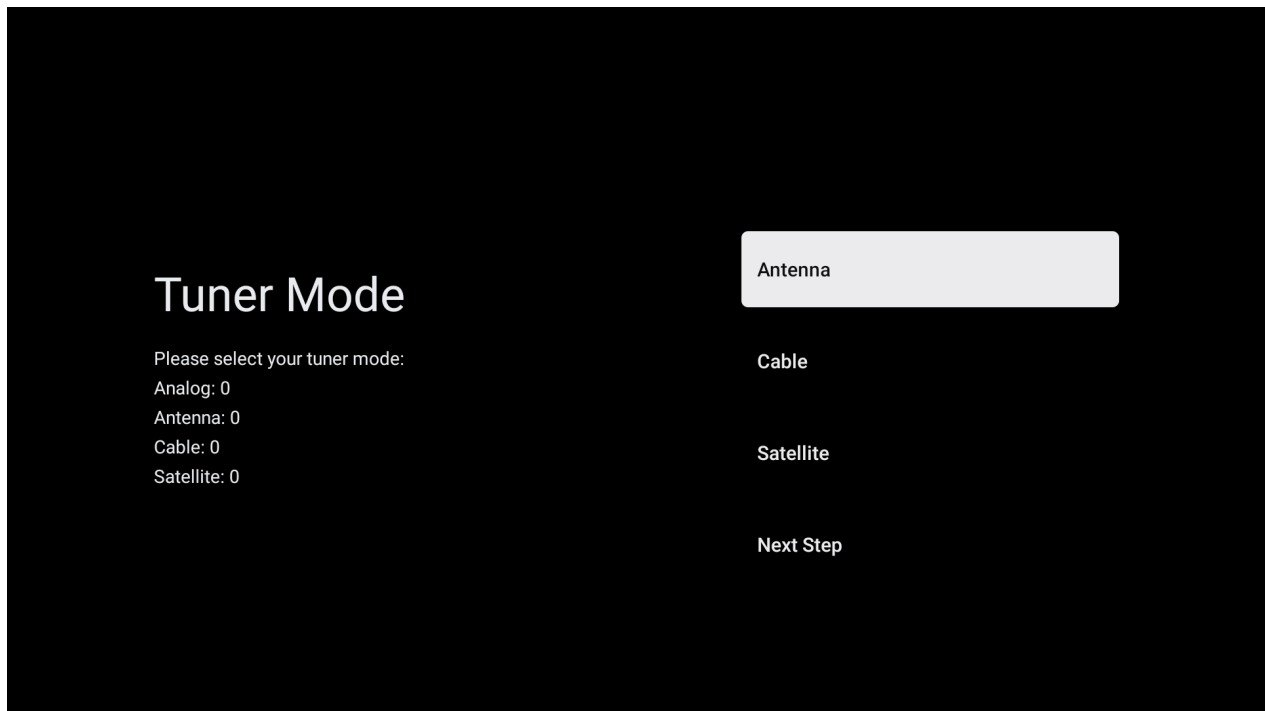 Tuner Mode
Please select your tuner mode:
Analog: 0
Antenna: 0
Cable: 0
Satellite: 0
Antenna
Cable
Satellite
Next Step